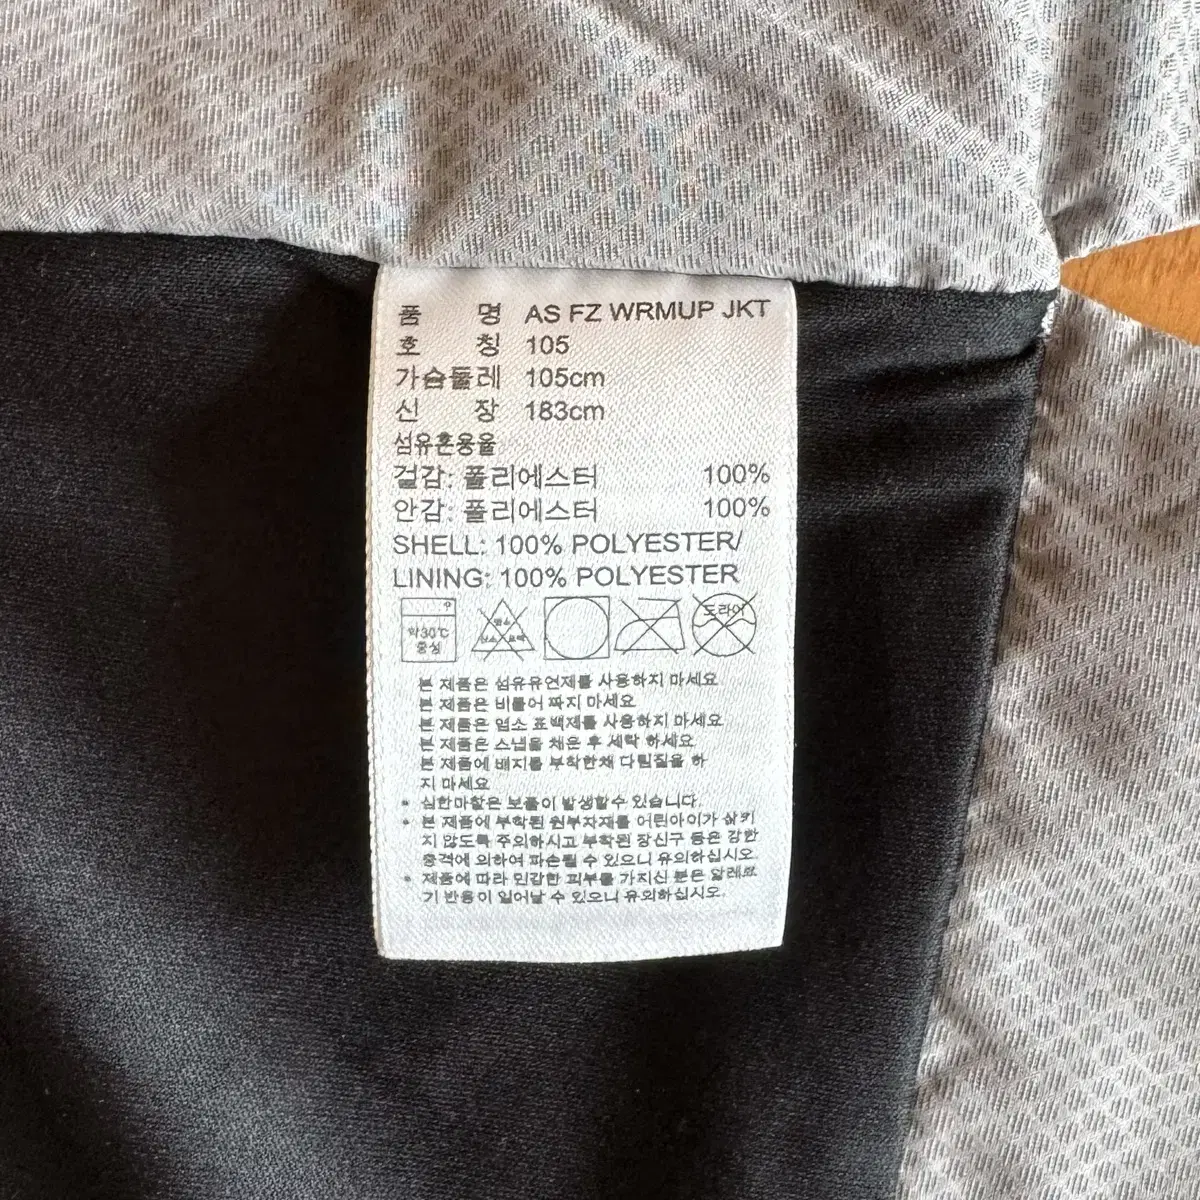 품 명 AS FZ WRMUP JKT
호 칭 105
가슴둘레 105cm
신 장 183cm
섬유혼용율
겉감: 폴리에스터 100%
안감: 폴리에스터 100%
SHELL: 100% POLYESTER/
LINING: 100% POLYESTER
약30℃ 중성
염소
산소 표백
드라이
본 제품은 섬유유연제를 사용하지 마세요
본 제품은 비틀어 짜지 마세요
본 제품은 염소 표백제를 사용하지 마세요
본 제품은 스냅을 채운 후 세탁 하세요
본 제품에 배지를 부착한채 다림질을 하
지 마세요
• 심한마찰은 보풀이 발생할수 있습니다.
• 본 제품에 부착된 원부자재를 어린아이가 삼키
지 않도록 주의하시고 부착된 장신구 등은 강한
충격에 의하여 파손될 수 있으니 유의하십시오.
• 제품에 따라 민감한 피부를 가지신 분은 알레르
기 반응이 일어날 수 있으니 유의하십시오.